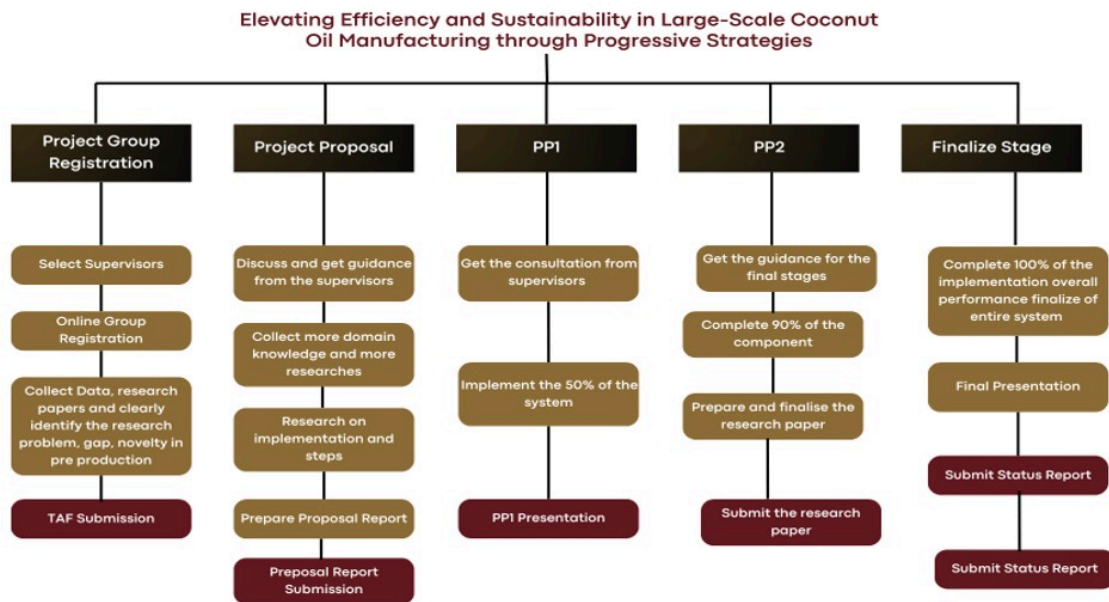 Elevating Efficiency and Sustainability in Large-Scale Coconut
Oil Manufacturing through Progressive Strategies
Project Group
Registration
Select Supervisors
Online Group
Registration
Collect Data, research
papers and clearly
identify the research
problem, gap, novelty in
pre production
TAF Submission
Project Proposal
Discuss and get guidance
from the supervisors
Collect more domain
knowledge and more
researches
Research on
implementation and
steps
Prepare Proposal Report
Preposal Report
Submission
PP1
Get the consultation from
supervisors
Implement the 50% of the
system
PP1 Presentation
PP2
Get the guidance for the
final stages
Complete 90% of the
component
Prepare and finalise the
research paper
Submit the research
paper
Finalize Stage
Complete 100% of the
implementation overall
performance finalize of
entire system
Final Presentation
Submit Status Report
Submit Status Report